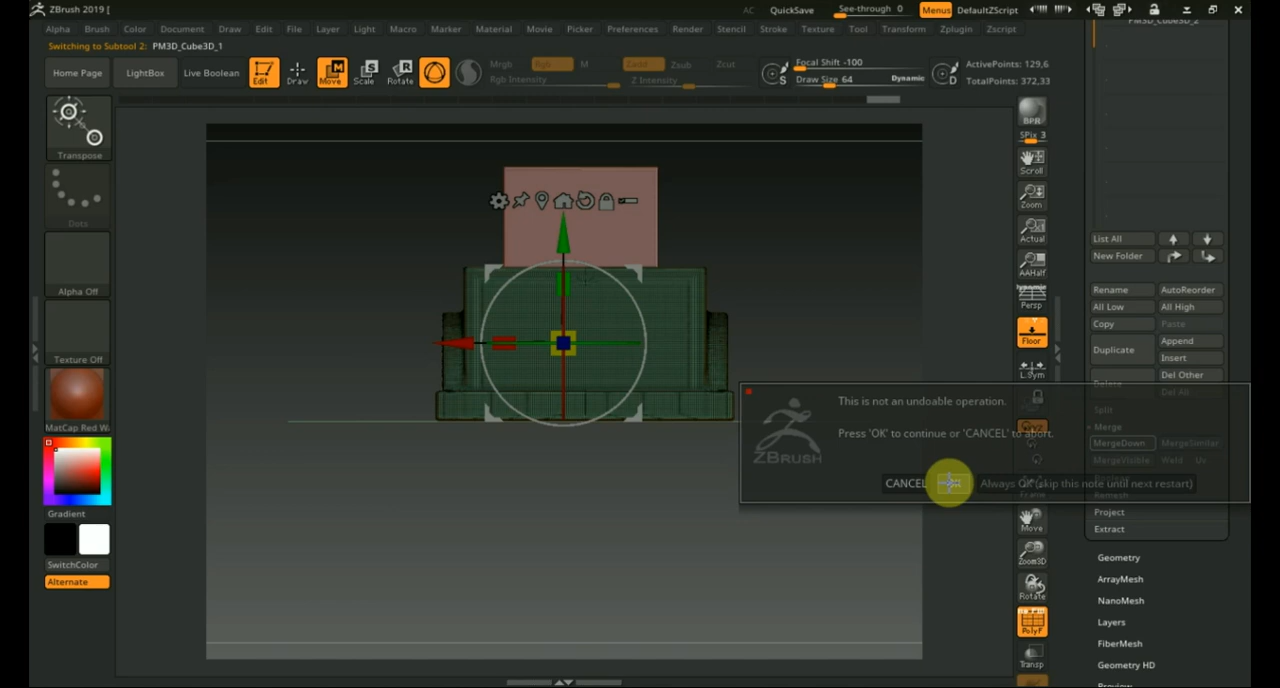 ZBrush 2019 [
AC QuickSave See-through 0 Menus DefaultZScript
Alpha Brush Color Document Draw Edit File Layer Light Macro Marker Material Movie Picker Preferences Render Stencil Stroke Texture Tool Transform Zplugin Zscript
Switching to Subtool 2: PM3D_Cube3D_1
PM3D_Cube3D_2
Home Page LightBox Live Boolean Edit Draw Move Scale Rotate
Mrgb Rgb M Zadd Zsub Zcut
Rgb Intensity Z Intensity
Focal Shift -100
Draw Size 64 Dynamic
ActivePoints: 129,6
TotalPoints: 372,33
Transpose
Dots
Alpha Off
Texture Off
MatCap Red Wa
Gradient
SwitchColor
Alternate
BPR
SPix 3
Scroll
Zoom
Actual
AAHalf
Dynamic
Persp
Floor
L.Sym
Move
Zoom3D
Rotate
PolyF
Transp
List All
New Folder
Rename AutoReorder
All Low All High
Copy Paste
Duplicate Append
Insert
Delete Del Other
Del All
Split
Merge
MergeDown MergeSimilar
MergeVisible Weld Uv
Project
Extract
Geometry
ArrayMesh
NanoMesh
Layers
FiberMesh
Geometry HD
Preview
This is not an undoable operation.
Press 'OK' to continue or 'CANCEL' to abort.
ZBRUSH
CANCEL Always OK (skip this note until next restart)